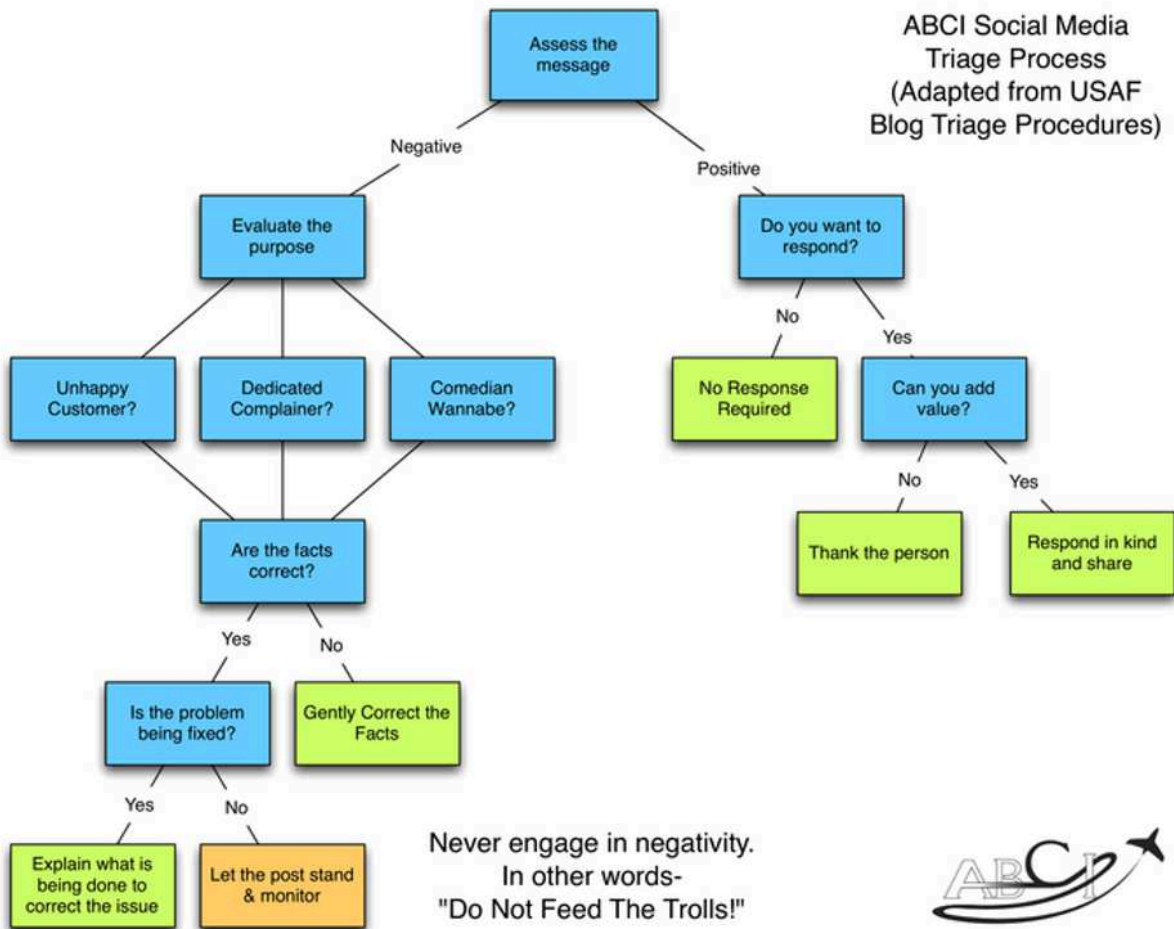 ABCI Social Media
Triage Process
(Adapted from USAF
Blog Triage Procedures)
Assess the
message
Negative
Positive
Evaluate the
purpose
Do you want to
respond?
No
Yes
Unhappy
Customer?
Dedicated
Complainer?
Comedian
Wannabe?
No Response
Required
Can you add
value?
No
Yes
Are the facts
correct?
Thank the person
Respond in kind
and share
Yes
No
Is the problem
being fixed?
Gently Correct the
Facts
Yes
No
Explain what is
being done to
correct the issue
Let the post stand
& monitor
Never engage in negativity.
In other words-
"Do Not Feed The Trolls!"
ABCI